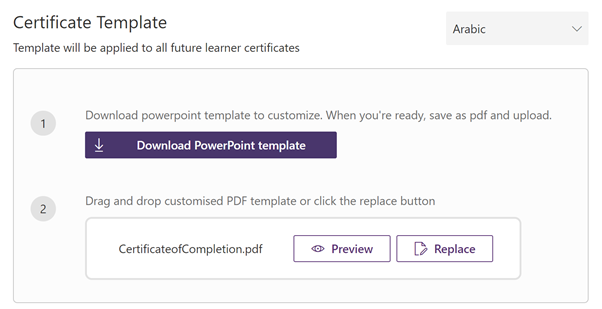 Certificate Template
Arabic
Template will be applied to all future learner certificates
1
Download powerpoint template to customize. When you're ready, save as pdf and upload.
Download PowerPoint template
2
Drag and drop customised PDF template or click the replace button
CertificateofCompletion.pdf
Preview
Replace